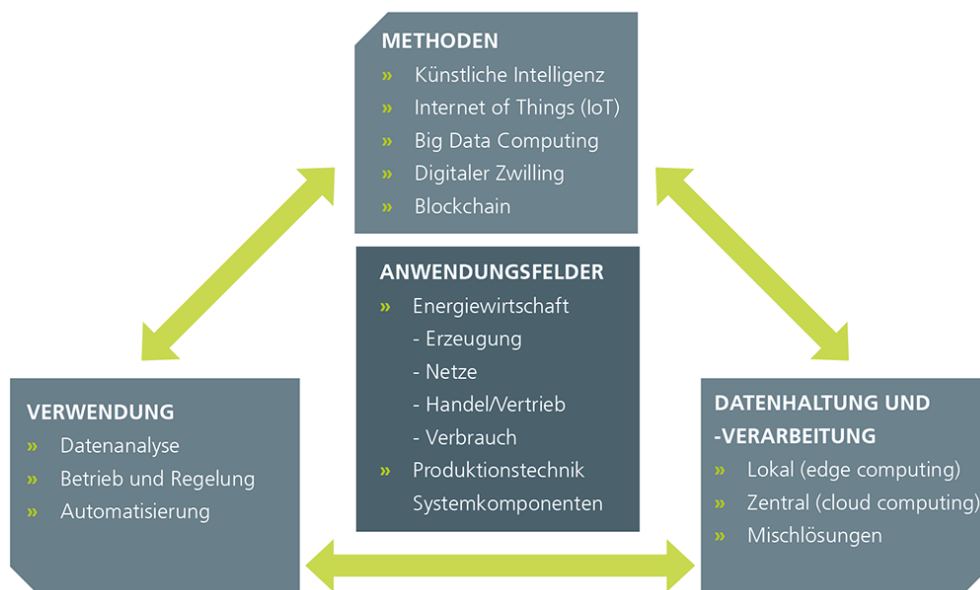 METHODEN
» Künstliche Intelligenz
» Internet of Things (IoT)
» Big Data Computing
» Digitaler Zwilling
» Blockchain
ANWENDUNGSFELDER
» Energiewirtschaft
- Erzeugung
- Netze
- Handel/Vertrieb
- Verbrauch
» Produktionstechnik
Systemkomponenten
VERWENDUNG
» Datenanalyse
» Betrieb und Regelung
» Automatisierung
DATENHALTUNG UND
-VERARBEITUNG
» Lokal (edge computing)
» Zentral (cloud computing)
» Mischlösungen